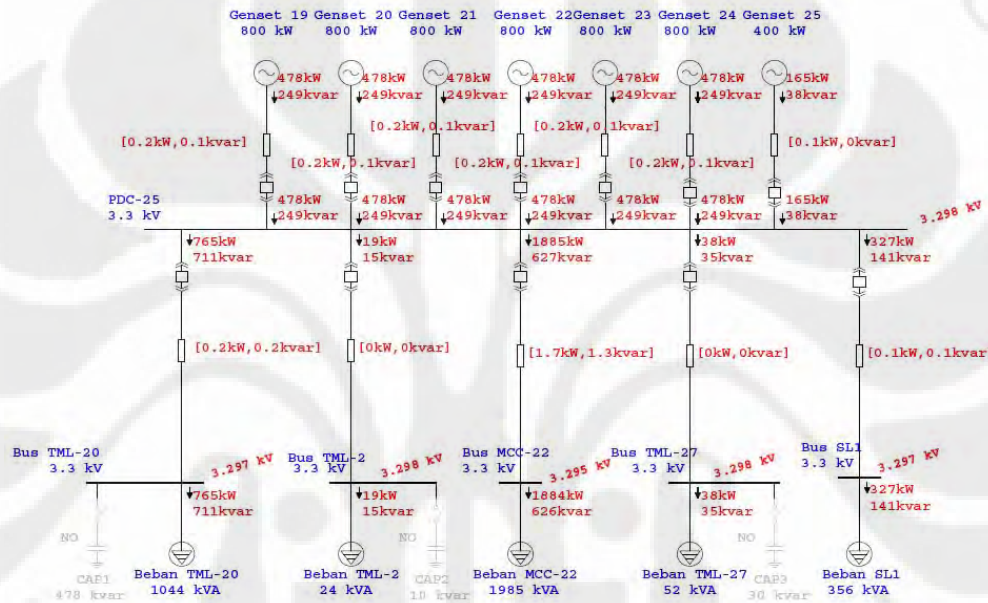 Genset 19 Genset 20 Genset 21 Genset 22 Genset 23 Genset 24 Genset 25
800 kW 800 kW 800 kW 800 kW 800 kW 800 kW 400 kW
478kW 478kW 478kW 478kW 478kW 478kW 165kW
249kvar 249kvar 249kvar 249kvar 249kvar 249kvar 38kvar
[0.2kW,0.1kvar] [0.2kW,0.1kvar]
[0.2kW,0.1kvar] [0.1kW,0kvar]
[0.2kW,0.1kvar] [0.2kW,0.1kvar] [0.2kW,0.1kvar]
PDC-25 478kW 478kW 478kW 478kW 478kW 478kW 165kW
3.3 kV 249kvar 249kvar 249kvar 249kvar 249kvar 249kvar 38kvar 3.298 kV
765kW 19kW 1885kW 38kW 327kW
711kvar 15kvar 627kvar 35kvar 141kvar
[0.2kW,0.2kvar] [0kW,0kvar] [1.7kW,1.3kvar] [0kW,0kvar] [0.1kW,0.1kvar]
Bus TML-20 Bus TML-2 Bus MCC-22 Bus TML-27 Bus SL1
3.3 kV 3.3 kV 3.3 kV 3.3 kV 3.3 kV
3.297 kV 3.298 kV 3.295 kV 3.298 kV 3.297 kV
765kW 19kW 1884kW 38kW 327kW
711kvar 15kvar 626kvar 35kvar 141kvar
NO NO NO
Beban TML-20 Beban TML-2 Beban MCC-22 Beban TML-27 Beban SL1
CAP1 CAP2 CAP3
1044 kVA 24 kVA 1985 kVA 52 kVA 356 kVA
478 kvar 10 kvar 30 kvar